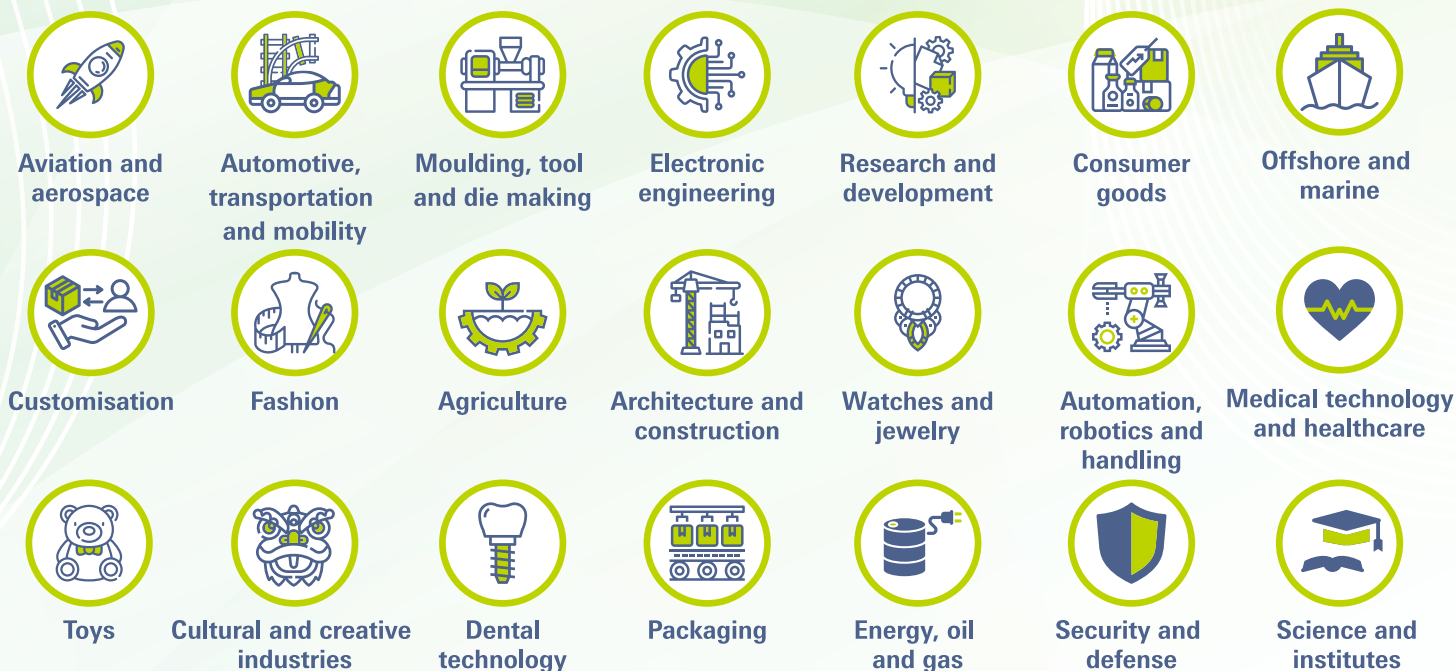 Aviation and
aerospace
Automotive,
transportation
and mobility
Moulding, tool
and die making
Electronic
engineering
Research and
development
Consumer
goods
Offshore and
marine
Customisation
Fashion
Agriculture
Architecture and
construction
Watches and
jewelry
Automation,
robotics and
handling
Medical technology
and healthcare
Toys
Cultural and creative
industries
Dental
technology
Packaging
Energy, oil
and gas
Security and
defense
Science and
institutes